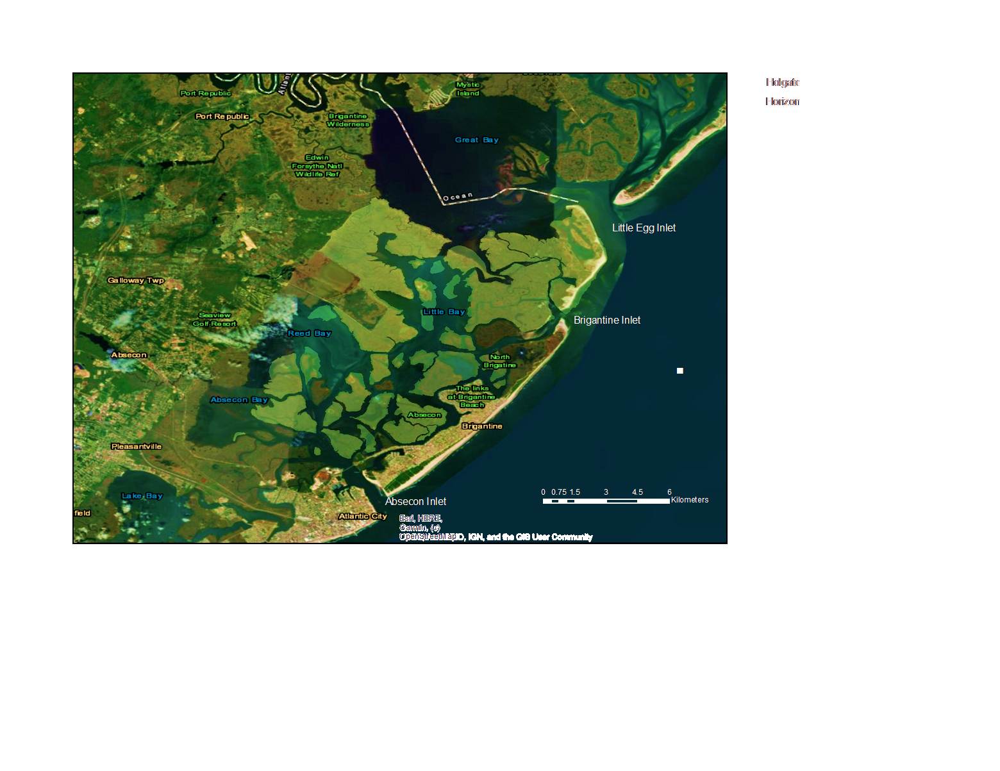 Port Republic
Port Republic
Atlant
Mystic
Island
Brigantine
Wilderness
Great Bay
Edwin
Forsythe Natl
Wildlife Ref
Ocean
Holgate
Horizon
Little Egg Inlet
Galloway Twp
Seaview
Golf Resort
Little Bay
Brigantine Inlet
Reed Bay
Absecon
North
Brigatine
The links
at Brigantine
Beach
Absecon Bay
Absecon
Brigantine
Pleasantville
Lake Bay
0 0.75 1.5 3 4.5 6
Kilometers
Absecon Inlet
field
Atlantic City
Esri, HERE,
Garmin, (c)
OpenStreetMap
IGN, and the GIS User Community